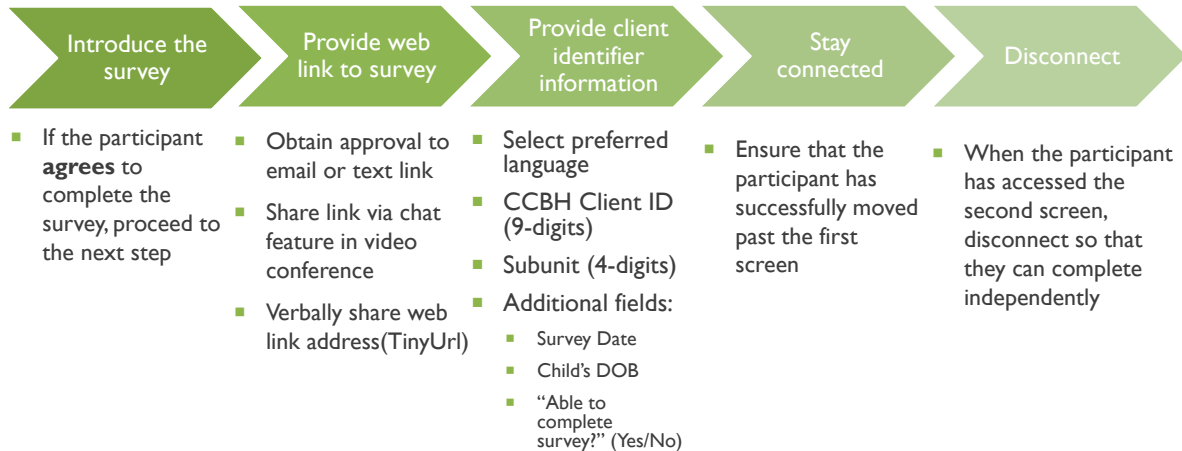 Introduce the
survey
Provide web
link to survey
Provide client
identifier
information
Stay
connected
Disconnect
If the participant
agrees to
complete the
survey, proceed to
the next step
Obtain approval to
email or text link
Share link via chat
feature in video
conference
Verbally share web
link address(TinyUrl)
Select preferred
language
CCBH Client ID
(9-digits)
Subunit (4-digits)
Additional fields:
Survey Date
Child's DOB
“Able to
complete
survey?” (Yes/No)
Ensure that the
participant has
successfully moved
past the first
screen
When the participant
has accessed the
second screen,
disconnect so that
they can complete
independently